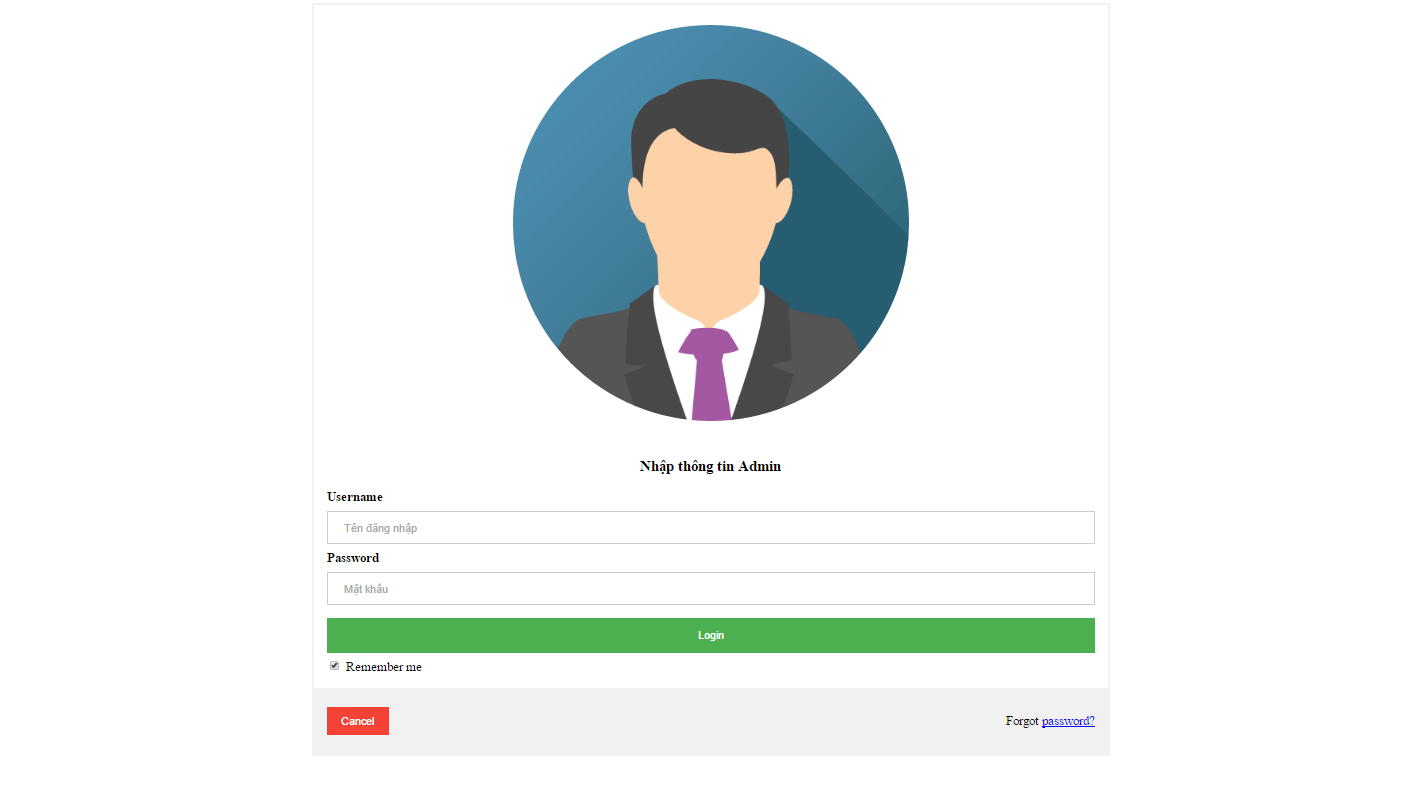 Nhập thông tin Admin
Username
Tên đăng nhập
Password
Mật khẩu
Login
Remember me
Cancel
Forgot password?